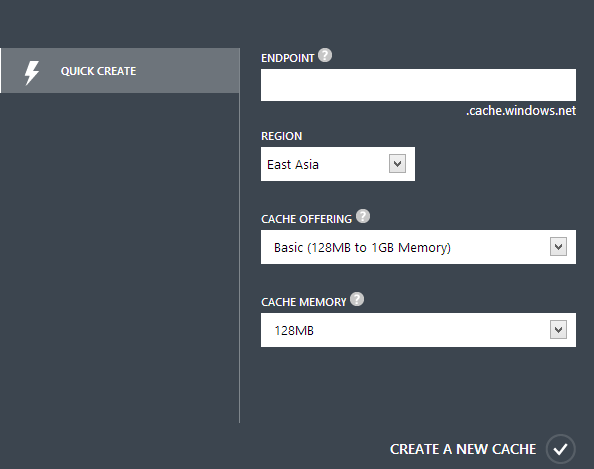 QUICK CREATE
ENDPOINT ?
.cache.windows.net
REGION
East Asia
CACHE OFFERING ?
Basic (128MB to 1GB Memory)
CACHE MEMORY ?
128MB
CREATE A NEW CACHE